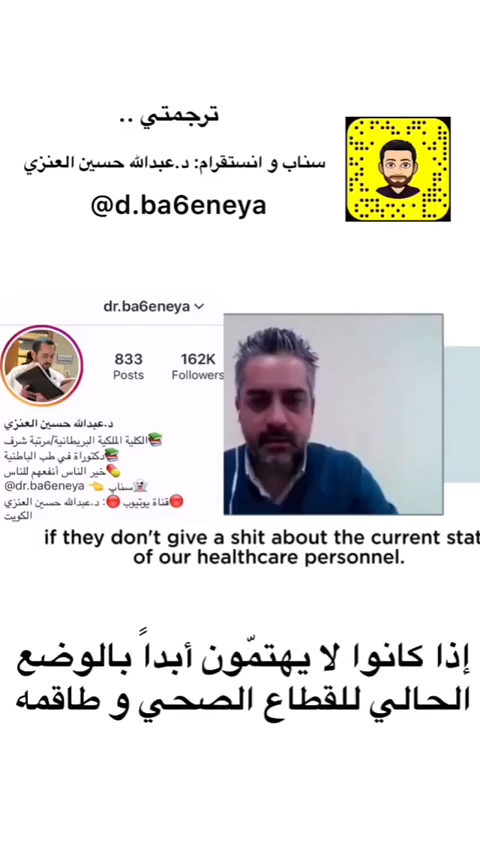 ترجمتي ..
سناب و انستقرام: د.عبدالله حسين العنزي
@d.ba6eneya
dr.ba6eneya
833 162K
Posts Followers
د.عبدالله حسين العنزي
📚الكلية الملكية البريطانية/مرتبة شرف
📚دكتوراة في طب الباطنية
💊خير الناس أنفعهم للناس
سناب 👈 @dr.ba6eneya
🔴قناة يوتيوب🔴: د.عبدالله حسين العنزي
الكويت
if they don't give a shit about the current stat
of our healthcare personnel.
إذا كانوا لا يهتمّون أبداً بالوضع
الحالي للقطاع الصحي و طاقمه